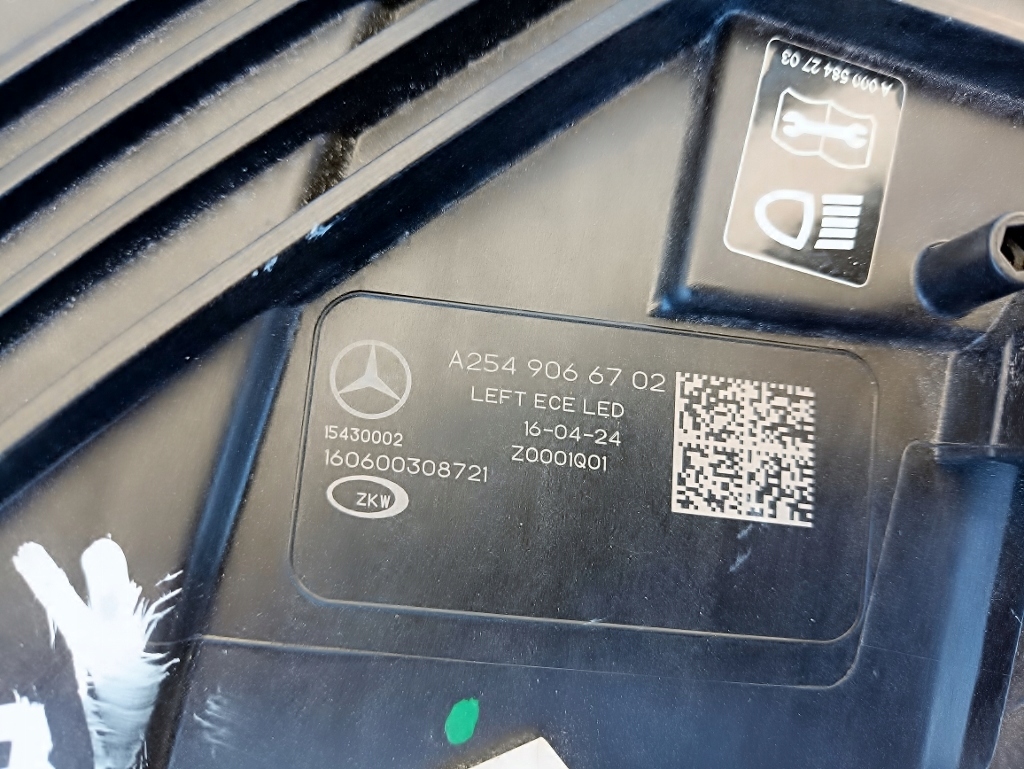 A 000 584 27 03
A254 906 67 02
LEFT ECE LED
16-04-24
Z0001Q01
15430002
160600308721
ZKW